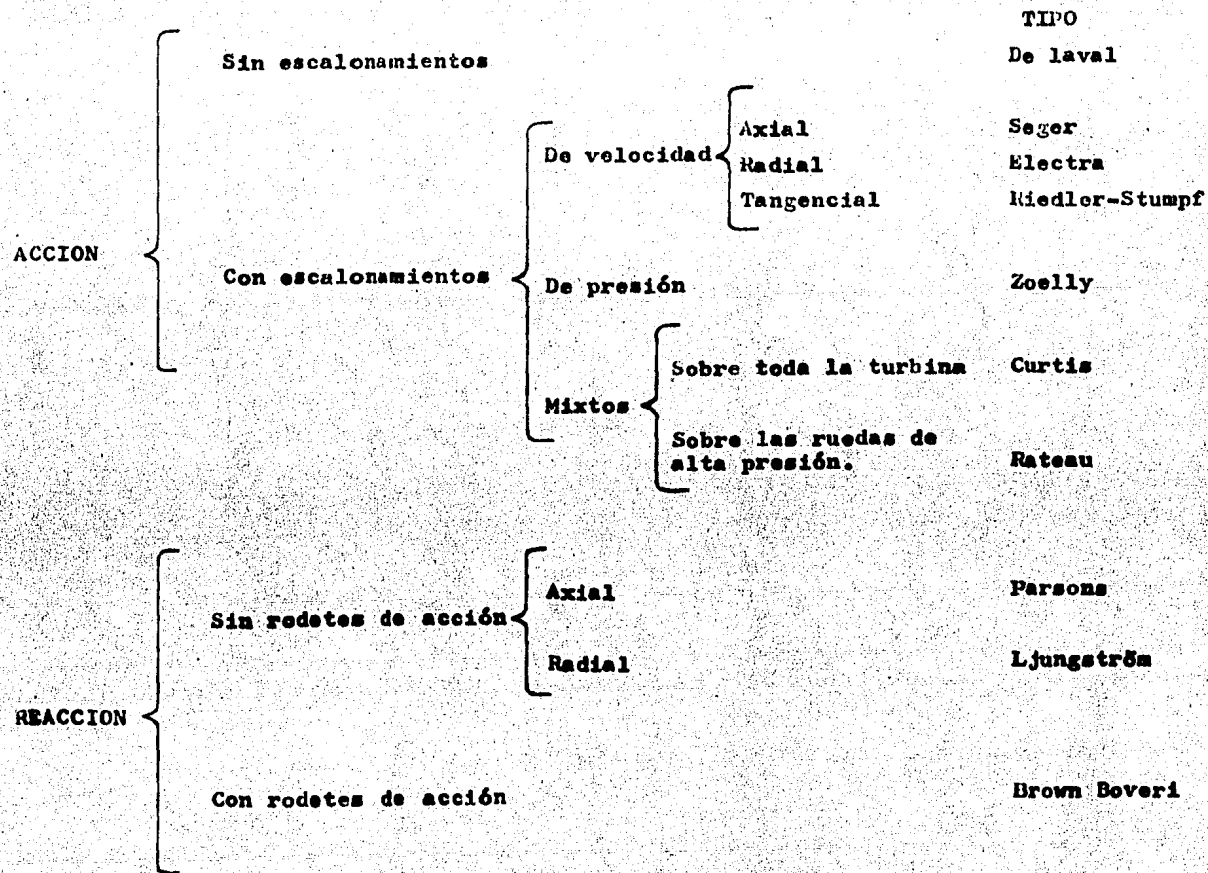 TIPO
Sin escalonamientos De laval
Axial Seger
De velocidad
Radial Electra
Tangencial Riedler-Stumpf
ACCION
Con escalonamientos De presión Zoelly
Sobre toda la turbina Curtis
Mixtos
Sobre las ruedas de
alta presión. Rateau
Axial Parsons
Sin rodetes de acción
Radial Ljungström
REACCION
Con rodetes de acción Brown Boveri